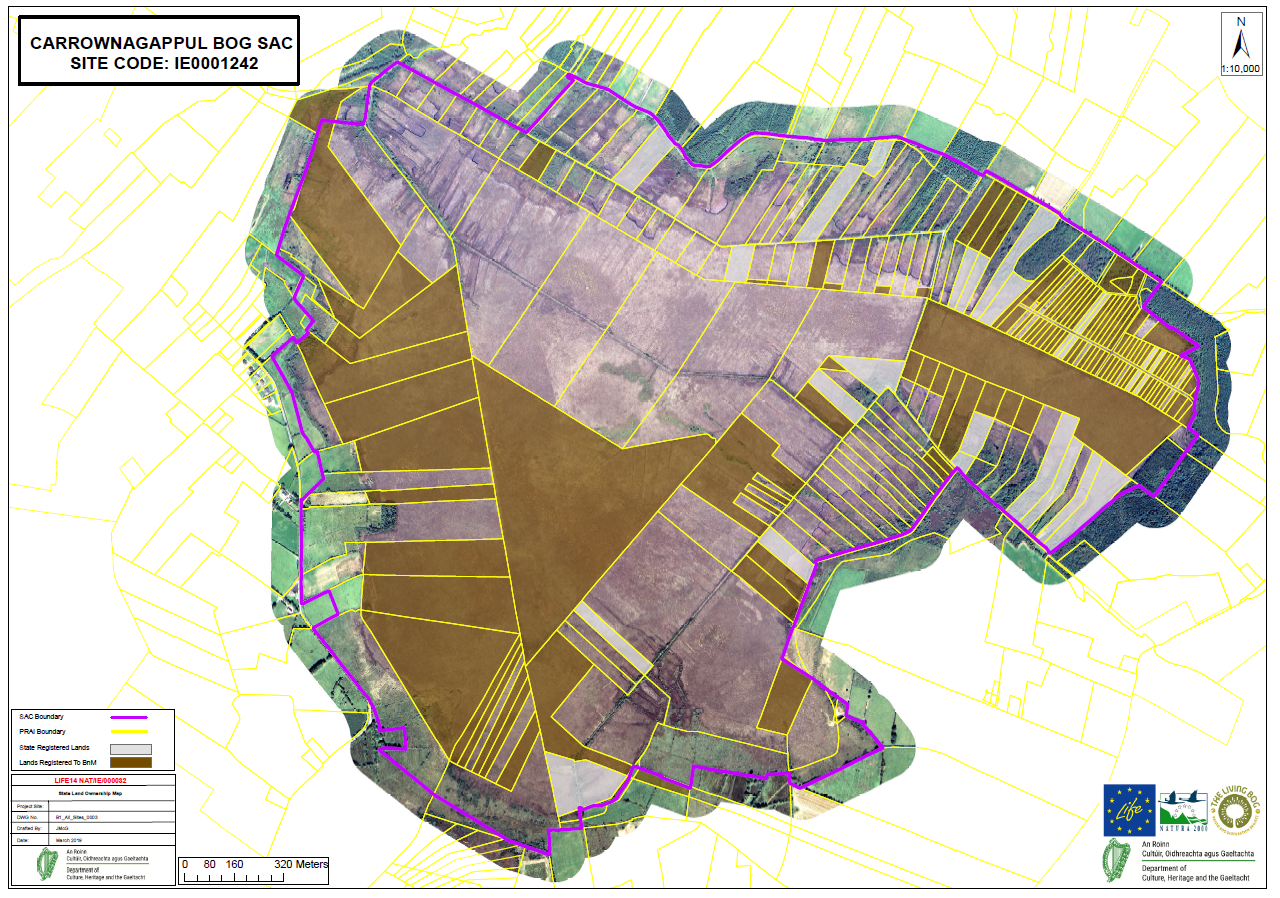 CARROWNAGAPPUL BOG SAC
SITE CODE: IE0001242
N
1:10,000
SAC Boundary
PRAI Boundary
State Registered Lands
Lands Registered To BnM
LIFE14 NAT/IE/000032
State Land Ownership Map
Project Site:
DWG No. B1_All_Sites_0003
Drafted By: JMcG
Date: March 2019
An Roinn
Cultúir, Oidhreachta agus Gaeltachta
Department of
Culture, Heritage and the Gaeltacht
0 80 160 320 Meters
Life
NATURA 2000
THE LIVING BOG
An Roinn
Cultúir, Oidhreachta agus Gaeltachta
Department of
Culture, Heritage and the Gaeltacht